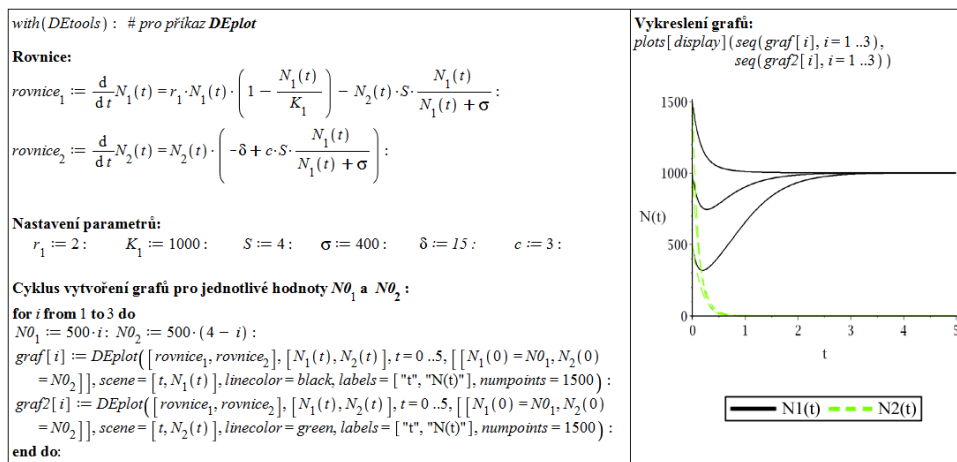 with(DEtools) : # pro příkaz DEplot
Rovnice:
rovnice₁ := d/dt N₁(t) = r₁·N₁(t)·(1 − N₁(t)/K₁) − N₂(t)·S·N₁(t)/(N₁(t) + σ) :
rovnice₂ := d/dt N₂(t) = N₂(t)·(−δ + c·S·N₁(t)/(N₁(t) + σ)) :
Nastavení parametrů:
r₁ := 2 : K₁ := 1000 : S := 4 : σ := 400 : δ := 15 : c := 3 :
Cyklus vytvoření grafů pro jednotlivé hodnoty N0₁ a N0₂ :
for i from 1 to 3 do
N0₁ := 500·i : N0₂ := 500·(4 − i) :
graf[i] := DEplot([rovnice₁, rovnice₂], [N₁(t), N₂(t)], t = 0 ..5, [[N₁(0) = N0₁, N₂(0)
= N0₂]], scene = [t, N₁(t)], linecolor = black, labels = ["t", "N(t)"], numpoints = 1500) :
graf2[i] := DEplot([rovnice₁, rovnice₂], [N₁(t), N₂(t)], t = 0 ..5, [[N₁(0) = N0₁, N₂(0)
= N0₂]], scene = [t, N₂(t)], linecolor = green, labels = ["t", "N(t)"], numpoints = 1500) :
end do:
Vykreslení grafů:
plots[display](seq(graf[i], i = 1 ..3),
seq(graf2[i], i = 1 ..3))
1500
1000
N(t)
500
0
0 1 2 3 4 5
t
N1(t) N2(t)